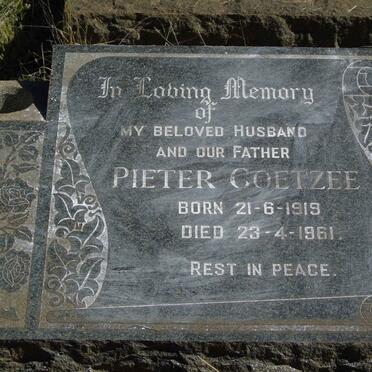 In Loving Memory
of
MY BELOVED HUSBAND
AND OUR FATHER
PIETER COETZEE
BORN 21-6-1919
DIED 23-4-1961.
REST IN PEACE.